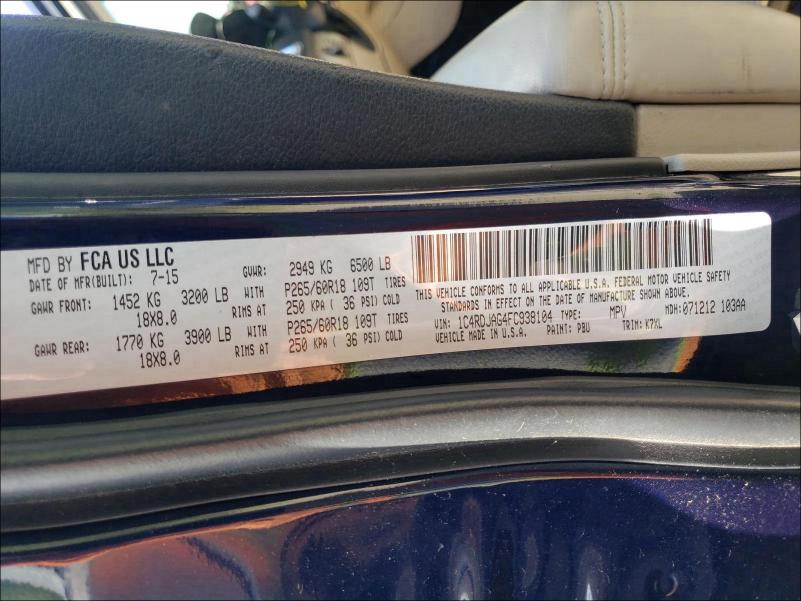 MFD BY FCA US LLC
DATE OF MFR(BUILT): 7-15 GVWR: 2949 KG 6500 LB
GAWR FRONT: 1452 KG 3200 LB WITH P265/60R18 109T TIRES
18X8.0 RIMS AT 250 KPA ( 36 PSI) COLD
GAWR REAR: 1770 KG 3900 LB WITH P265/60R18 109T TIRES
18X8.0 RIMS AT 250 KPA ( 36 PSI) COLD
THIS VEHICLE CONFORMS TO ALL APPLICABLE U.S.A. FEDERAL MOTOR VEHICLE SAFETY
STANDARDS IN EFFECT ON THE DATE OF MANUFACTURE SHOWN ABOVE.
VIN: 1C4RDJAG4FC938104 TYPE: MPV MDH: 071212 103AA
VEHICLE MADE IN U.S.A. PAINT: PBU TRIM: K7XL